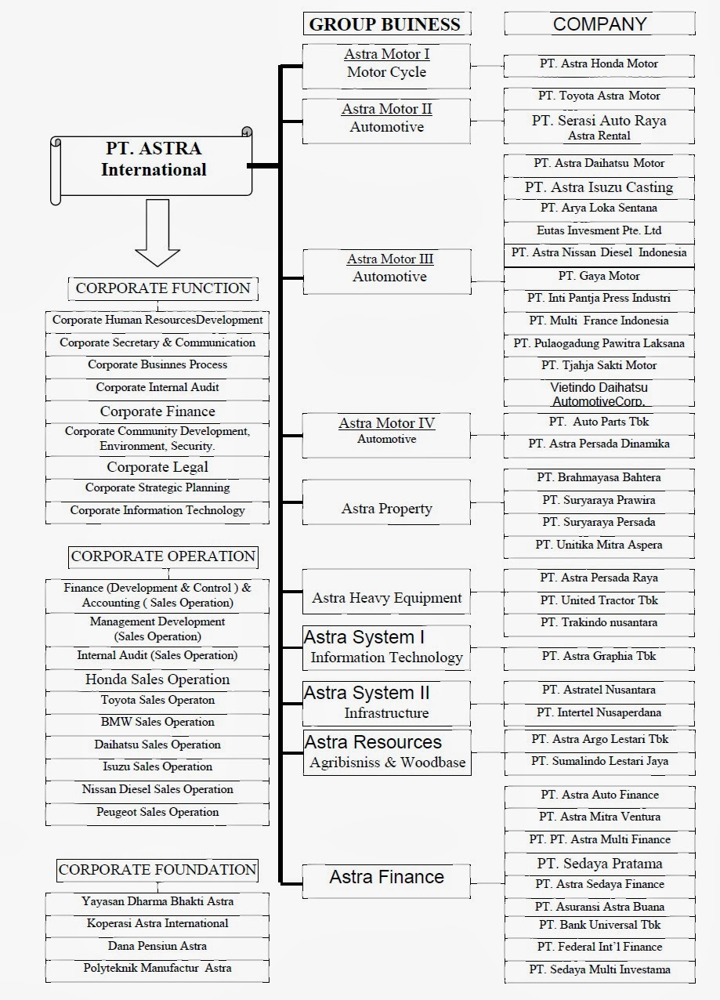 GROUP BUINESS
COMPANY
PT. ASTRA
International
CORPORATE FUNCTION
Corporate Human ResourcesDevelopment
Corporate Secretary & Communication
Corporate Businnes Process
Corporate Internal Audit
Corporate Finance
Corporate Community Development,
Environment, Security.
Corporate Legal
Corporate Strategic Planning
Corporate Information Technology
CORPORATE OPERATION
Finance (Development & Control ) &
Accounting ( Sales Operation)
Management Development
(Sales Operation)
Internal Audit (Sales Operation)
Honda Sales Operation
Toyota Sales Operaton
BMW Sales Operation
Daihatsu Sales Operation
Isuzu Sales Operation
Nissan Diesel Sales Operation
Peugeot Sales Operation
CORPORATE FOUNDATION
Yayasan Dharma Bhakti Astra
Koperasi Astra International
Dana Pensiun Astra
Polyteknik Manufactur Astra
Astra Motor I
Motor Cycle
PT. Astra Honda Motor
Astra Motor II
Automotive
PT. Toyota Astra Motor
PT. Serasi Auto Raya
Astra Rental
Astra Motor III
Automotive
PT. Astra Daihatsu Motor
PT. Astra Isuzu Casting
PT. Arya Loka Sentana
Eutas Invesment Pte. Ltd
PT. Astra Nissan Diesel Indonesia
PT. Gaya Motor
PT. Inti Pantja Press Industri
PT. Multi France Indonesia
PT. Pulaogadung Pawitra Laksana
PT. Tjahja Sakti Motor
Vietindo Daihatsu
AutomotiveCorp.
Astra Motor IV
Automotive
PT. Auto Parts Tbk
PT. Astra Persada Dinamika
Astra Property
PT. Brahmayasa Bahtera
PT. Suryaraya Prawira
PT. Suryaraya Persada
PT. Unitika Mitra Aspera
Astra Heavy Equipment
PT. Astra Persada Raya
PT. United Tractor Tbk
PT. Trakindo nusantara
Astra System I
Information Technology
PT. Astra Graphia Tbk
Astra System II
Infrastructure
PT. Astratel Nusantara
PT. Intertel Nusaperdana
Astra Resources
Agribisniss & Woodbase
PT. Astra Argo Lestari Tbk
PT. Sumalindo Lestari Jaya
Astra Finance
PT. Astra Auto Finance
PT. Astra Mitra Ventura
PT. PT. Astra Multi Finance
PT. Sedaya Pratama
PT. Astra Sedaya Finance
PT. Asuransi Astra Buana
PT. Bank Universal Tbk
PT. Federal Int'l Finance
PT. Sedaya Multi Investama